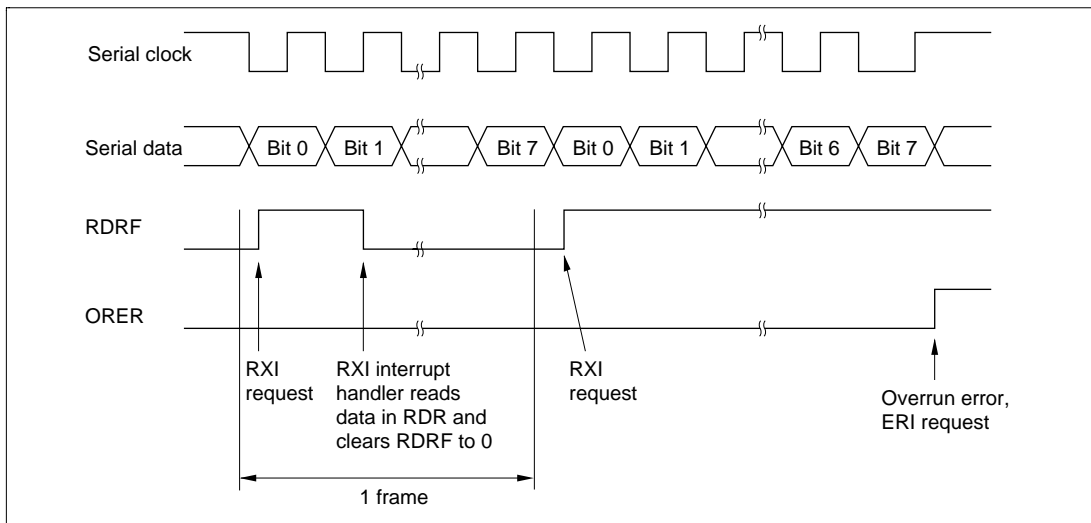 Serial clock
Serial data
Bit 0
Bit 1
Bit 7
Bit 0
Bit 1
Bit 6
Bit 7
RDRF
ORER
RXI
request
RXI interrupt
handler reads
data in RDR and
clears RDRF to 0
RXI
request
Overrun error,
ERI request
1 frame